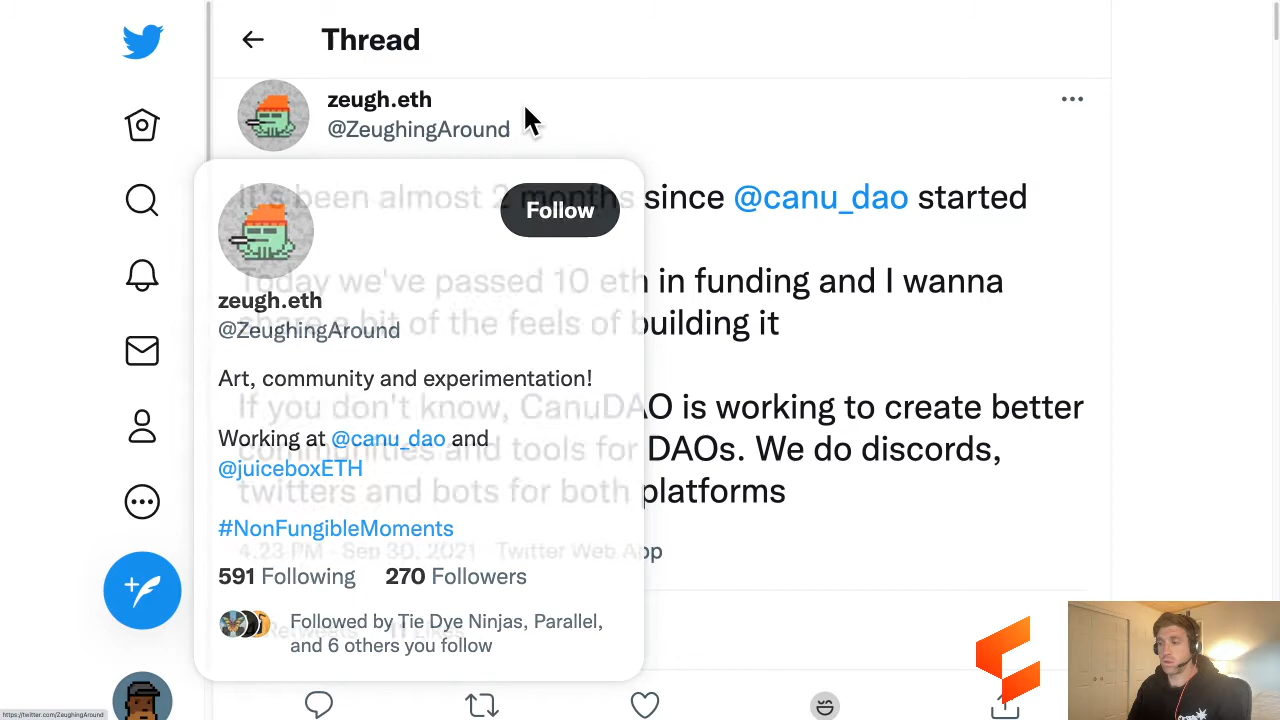 Thread
zeugh.eth
@ZeughingAround
It's been almost 2 months since @canu_dao started
Today we've passed 10 eth in funding and I wanna
share a bit of the feels of building it
If you don't know, CanuDAO is working to create better
communities and tools for DAOs. We do discords,
twitters and bots for both platforms
4:23 PM · Sep 30, 2021 · Twitter Web App
Retweets 11 Likes
Follow
zeugh.eth
@ZeughingAround
Art, community and experimentation!
Working at @canu_dao and
@juiceboxETH
#NonFungibleMoments
591 Following 270 Followers
Followed by Tie Dye Ninjas, Parallel,
and 6 others you follow
https://twitter.com/ZeughingAround